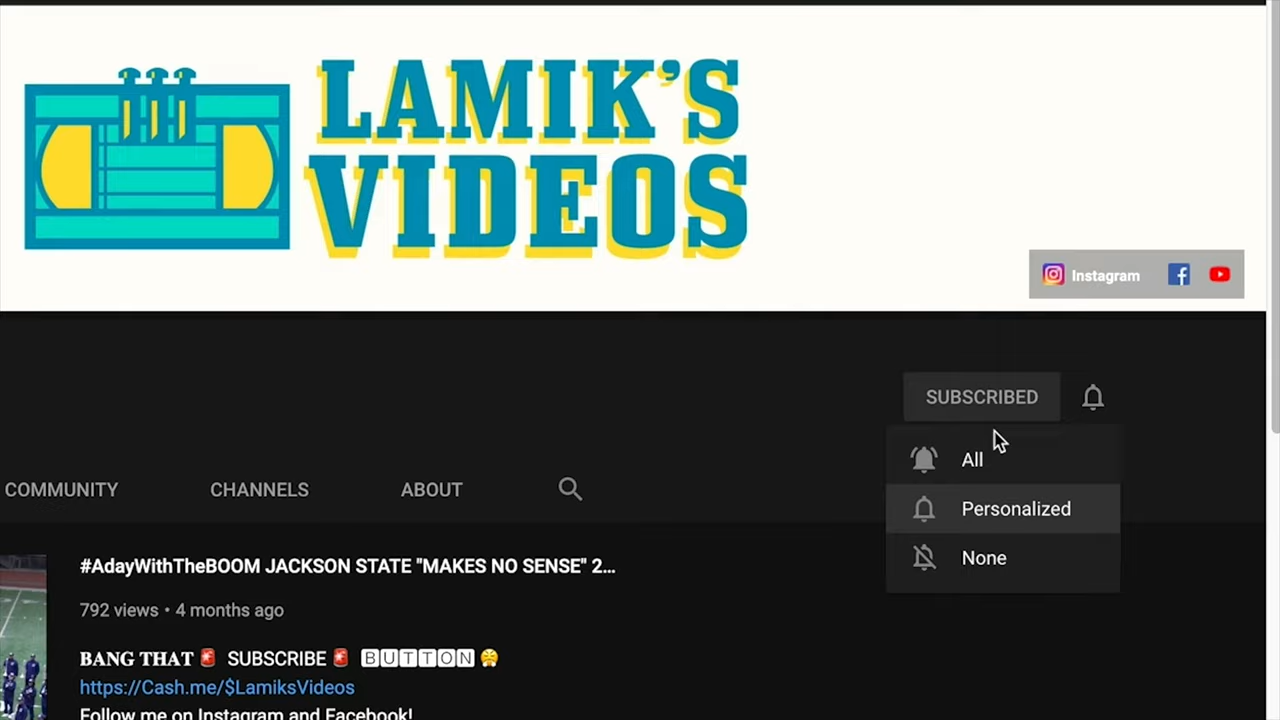 LAMIK'S
VIDEOS
Instagram
SUBSCRIBED
All
Personalized
None
COMMUNITY CHANNELS ABOUT
#AdayWithTheBOOM JACKSON STATE "MAKES NO SENSE" 2...
792 views • 4 months ago
𝐁𝐀𝐍𝐆 𝐓𝐇𝐀𝐓🚨 SUBSCRIBE🚨 🄱🅄🅃🅃🄾🄽😤
https://Cash.me/$LamiksVideos
Follow me on Instagram and Facebook!